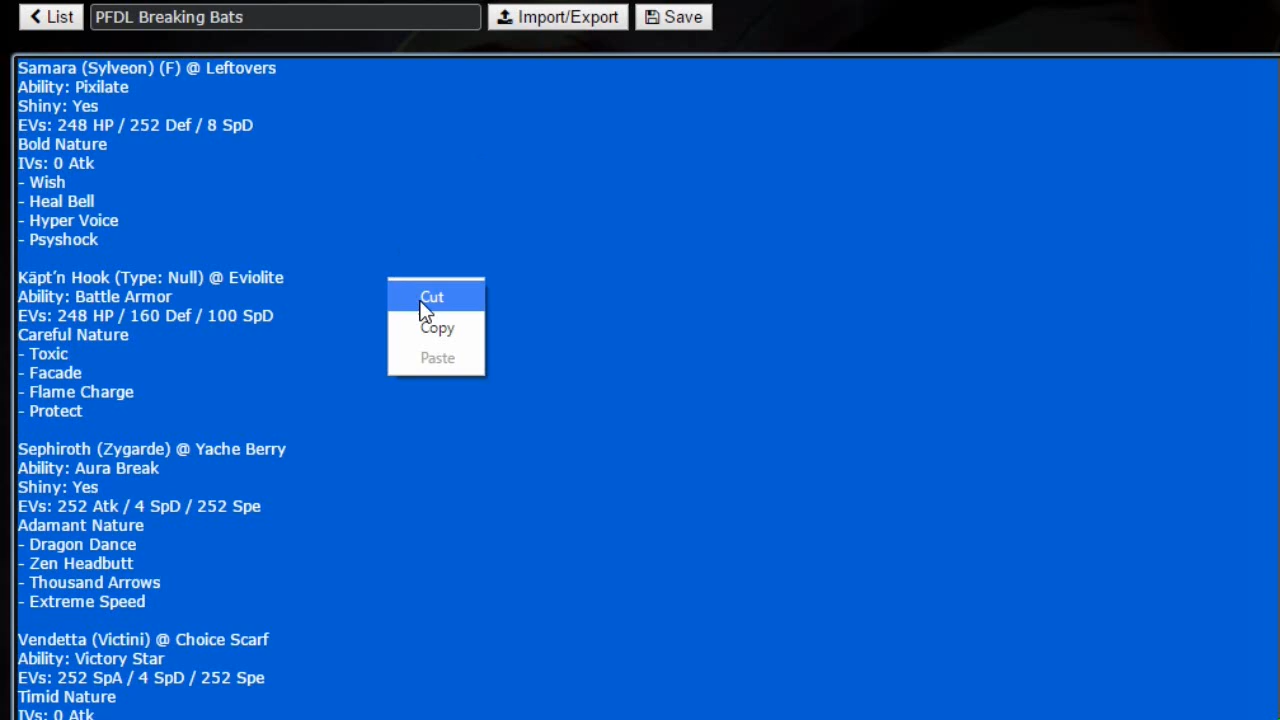 List
PFDL Breaking Bats
Import/Export
Save
Samara (Sylveon) (F) @ Leftovers
Ability: Pixilate
Shiny: Yes
EVs: 248 HP / 252 Def / 8 SpD
Bold Nature
IVs: 0 Atk
- Wish
- Heal Bell
- Hyper Voice
- Psyshock
Käpt'n Hook (Type: Null) @ Eviolite
Ability: Battle Armor
EVs: 248 HP / 160 Def / 100 SpD
Careful Nature
- Toxic
- Facade
- Flame Charge
- Protect
Cut
Copy
Paste
Sephiroth (Zygarde) @ Yache Berry
Ability: Aura Break
Shiny: Yes
EVs: 252 Atk / 4 SpD / 252 Spe
Adamant Nature
- Dragon Dance
- Zen Headbutt
- Thousand Arrows
- Extreme Speed
Vendetta (Victini) @ Choice Scarf
Ability: Victory Star
EVs: 252 SpA / 4 SpD / 252 Spe
Timid Nature
IVs: 0 Atk